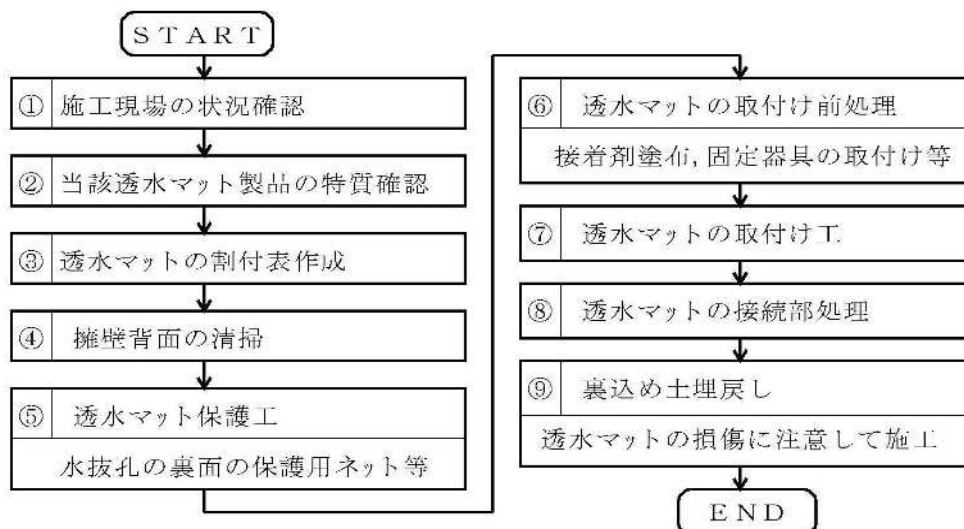 START
① 施工現場の状況確認
② 当該透水マット製品の特質確認
③ 透水マットの割付表作成
④ 擁壁背面の清掃
⑤ 透水マット保護工
水抜孔の裏面の保護用ネット等
⑥ 透水マットの取付け前処理
接着剤塗布,固定器具の取付け等
⑦ 透水マットの取付け工
⑧ 透水マットの接続部処理
⑨ 裏込め土埋戻し
透水マットの損傷に注意して施工
END